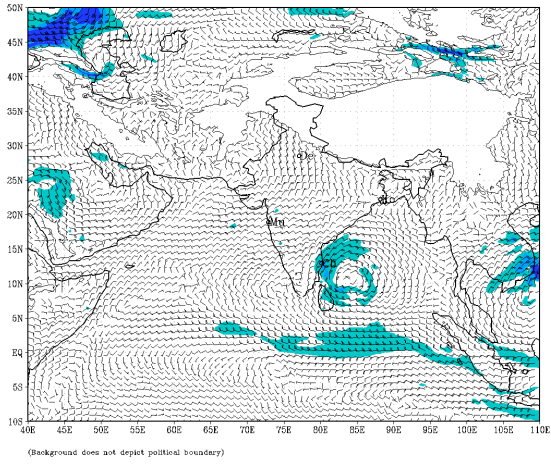 50N
45N
40N
35N
30N
25N
20N
15N
10N
5N
EQ
5S
10S
De
Mu
40E 45E 50E 55E 60E 65E 70E 75E 80E 85E 90E 95E 100E 105E 110E
(Background does not depict political boundary)